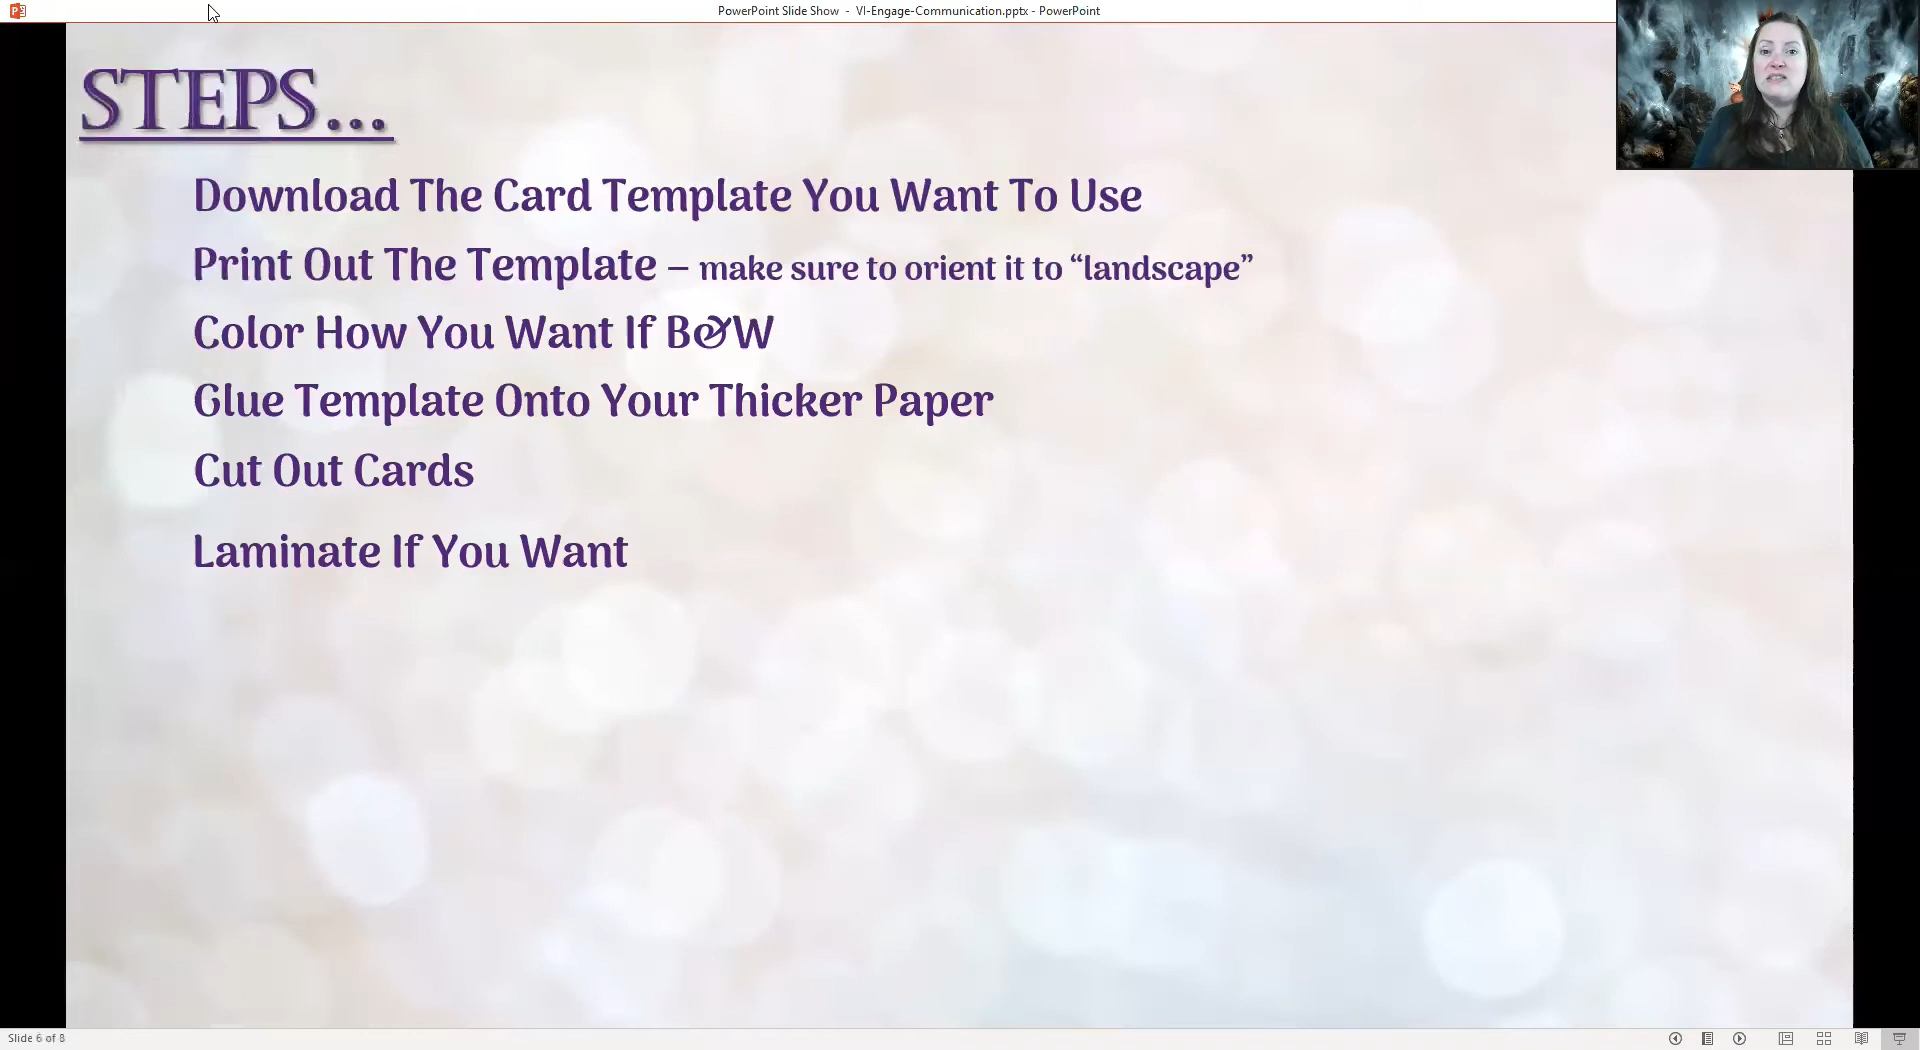 PowerPoint Slide Show - VI-Engage-Communication.pptx - PowerPoint
STEPS...
Download The Card Template You Want To Use
Print Out The Template – make sure to orient it to “landscape”
Color How You Want If B&W
Glue Template Onto Your Thicker Paper
Cut Out Cards
Laminate If You Want
Slide 6 of 8